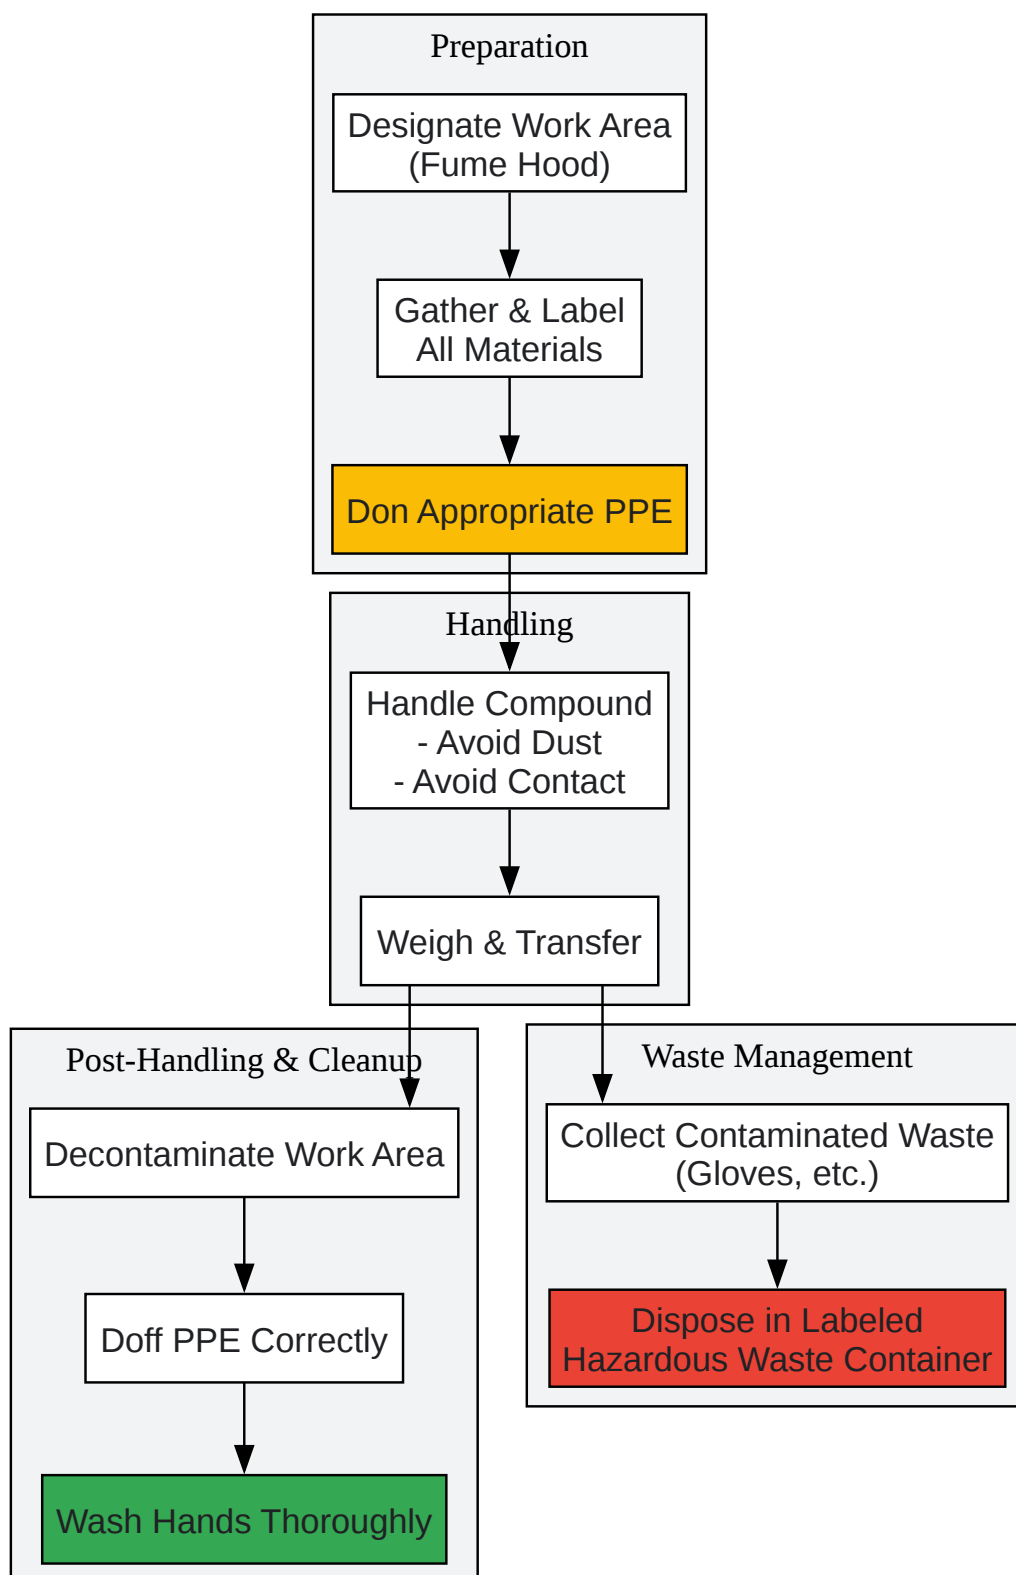 Preparation
Designate Work Area
(Fume Hood)
Gather & Label
All Materials
Don Appropriate PPE
Handling
Handle Compound
- Avoid Dust
- Avoid Contact
Weigh & Transfer
Post-Handling & Cleanup
Decontaminate Work Area
Doff PPE Correctly
Wash Hands Thoroughly
Waste Management
Collect Contaminated Waste
(Gloves, etc.)
Dispose in Labeled
Hazardous Waste Container